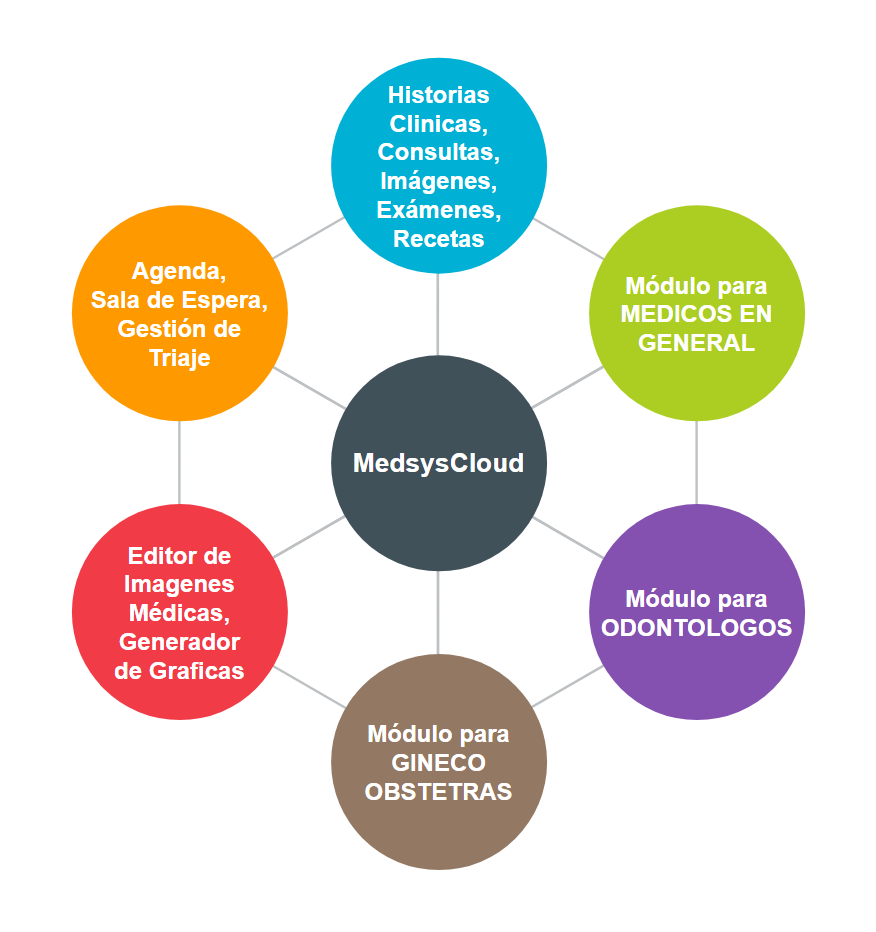 Historias
Clinicas,
Consultas,
Imágenes,
Exámenes,
Recetas
Agenda,
Sala de Espera,
Gestión de
Triaje
Módulo para
MEDICOS EN
GENERAL
MedsysCloud
Editor de
Imagenes
Médicas,
Generador
de Graficas
Módulo para
ODONTOLOGOS
Módulo para
GINECO
OBSTETRAS